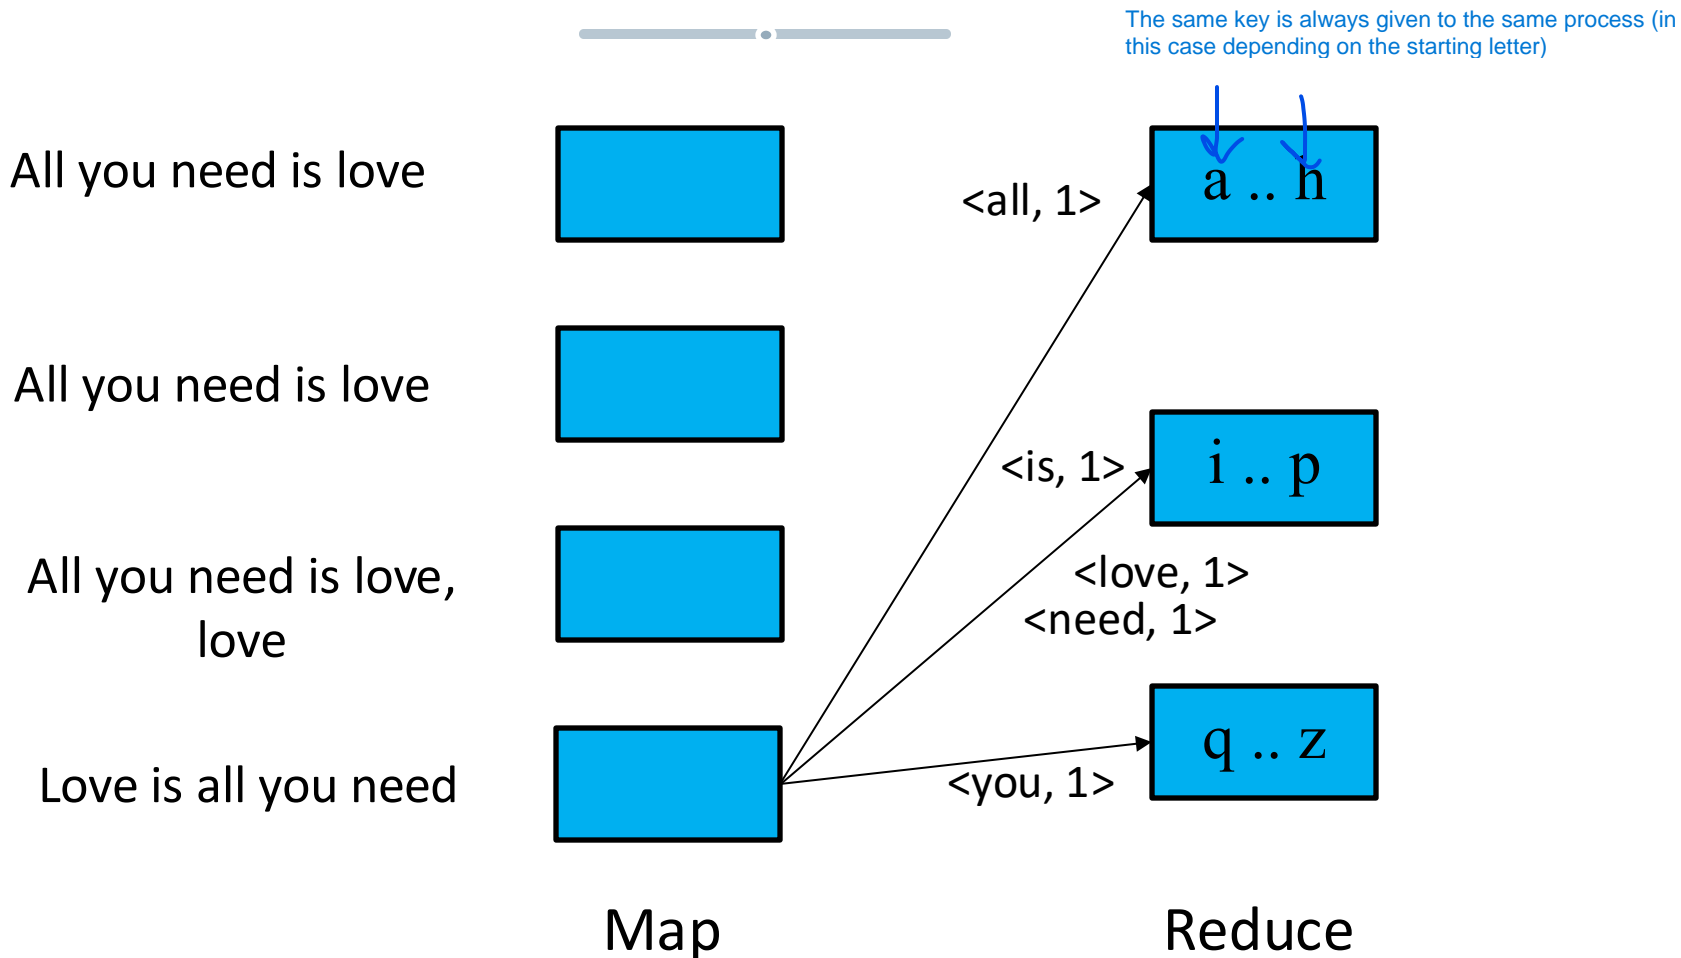 The same key is always given to the same process (in
this case depending on the starting letter)
All you need is love
<all, 1>
a .. h
All you need is love
<is, 1>
i .. p
All you need is love,
love
<love, 1>
<need, 1>
Love is all you need
<you, 1>
q .. z
Map
Reduce